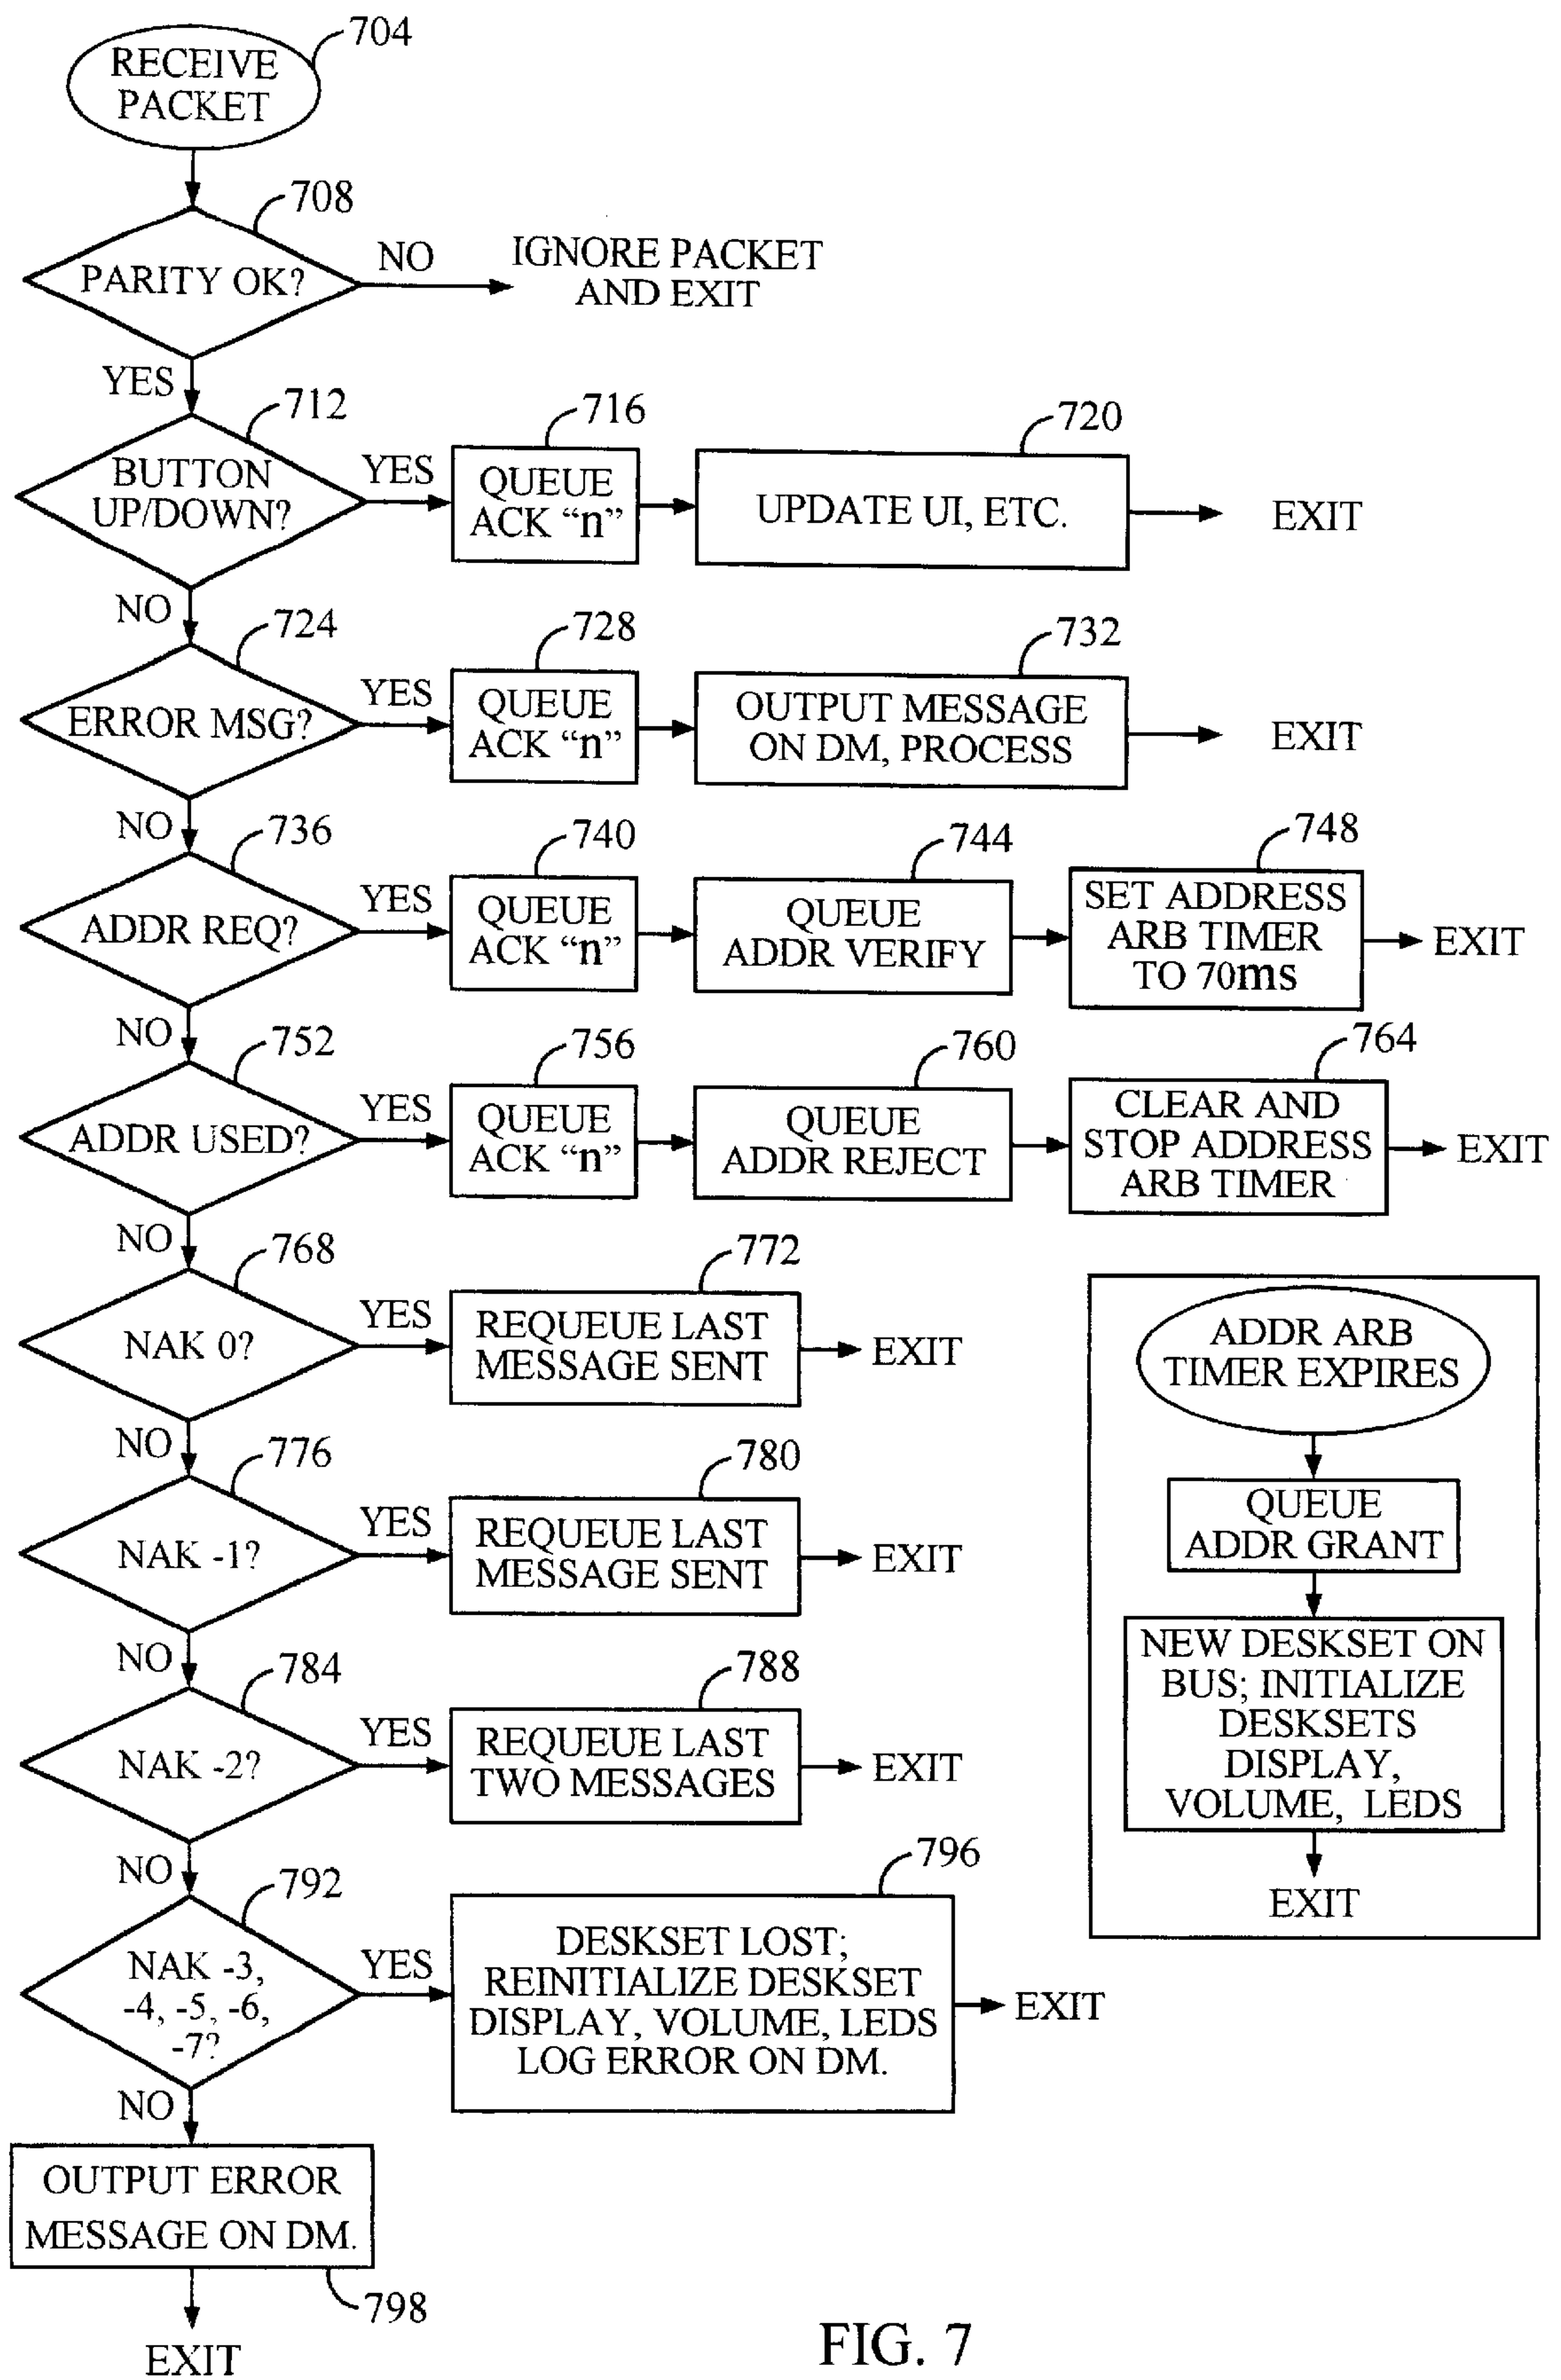 704
RECEIVE
PACKET
708
PARITY OK?
NO
IGNORE PACKET
AND EXIT
YES
712
BUTTON
UP/DOWN?
YES
716
QUEUE
ACK “n”
720
UPDATE UI, ETC.
EXIT
NO
724
ERROR MSG?
YES
728
QUEUE
ACK “n”
732
OUTPUT MESSAGE
ON DM, PROCESS
EXIT
NO
736
ADDR REQ?
YES
740
QUEUE
ACK “n”
744
QUEUE
ADDR VERIFY
748
SET ADDRESS
ARB TIMER
TO 70ms
EXIT
NO
752
ADDR USED?
YES
756
QUEUE
ACK “n”
760
QUEUE
ADDR REJECT
764
CLEAR AND
STOP ADDRESS
ARB TIMER
EXIT
NO
768
NAK 0?
YES
772
REQUEUE LAST
MESSAGE SENT
EXIT
NO
776
NAK -1?
YES
780
REQUEUE LAST
MESSAGE SENT
EXIT
NO
784
NAK -2?
YES
788
REQUEUE LAST
TWO MESSAGES
EXIT
NO
792
NAK -3,
-4, -5, -6,
-7?
YES
796
DESKSET LOST;
REINITIALIZE DESKSET
DISPLAY, VOLUME, LEDS
LOG ERROR ON DM.
EXIT
NO
OUTPUT ERROR
MESSAGE ON DM.
798
EXIT
ADDR ARB
TIMER EXPIRES
QUEUE
ADDR GRANT
NEW DESKSET ON
BUS; INITIALIZE
DESKSETS
DISPLAY,
VOLUME, LEDS
EXIT
FIG. 7